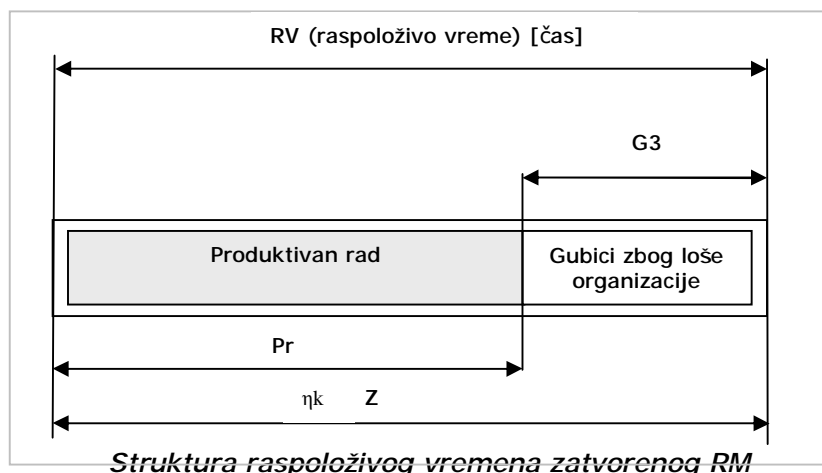 RV (raspoloživo vreme) [čas]
G3
Produktivan rad
Gubici zbog loše
organizacije
Pr
ηk Z
Struktura raspoloživog vremena zatvorenog RM